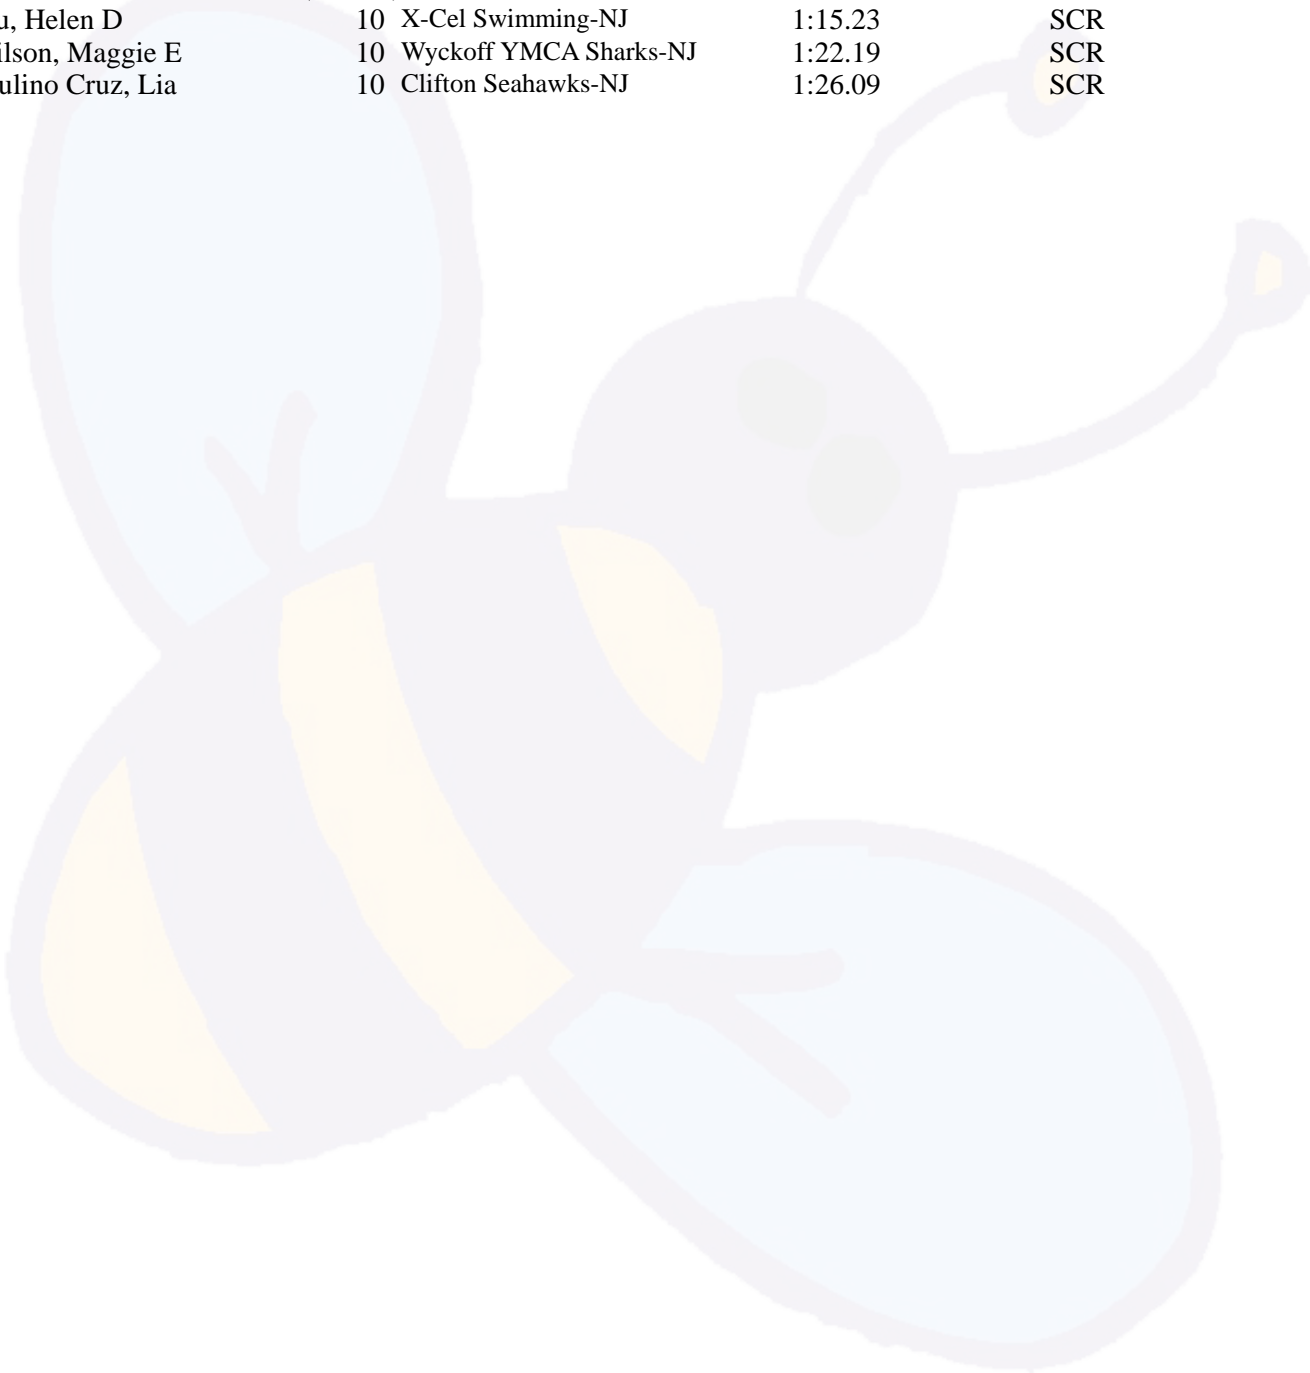 u, Helen D 10 X-Cel Swimming-NJ 1:15.23 SCR
ilson, Maggie E 10 Wyckoff YMCA Sharks-NJ 1:22.19 SCR
ulino Cruz, Lia 10 Clifton Seahawks-NJ 1:26.09 SCR